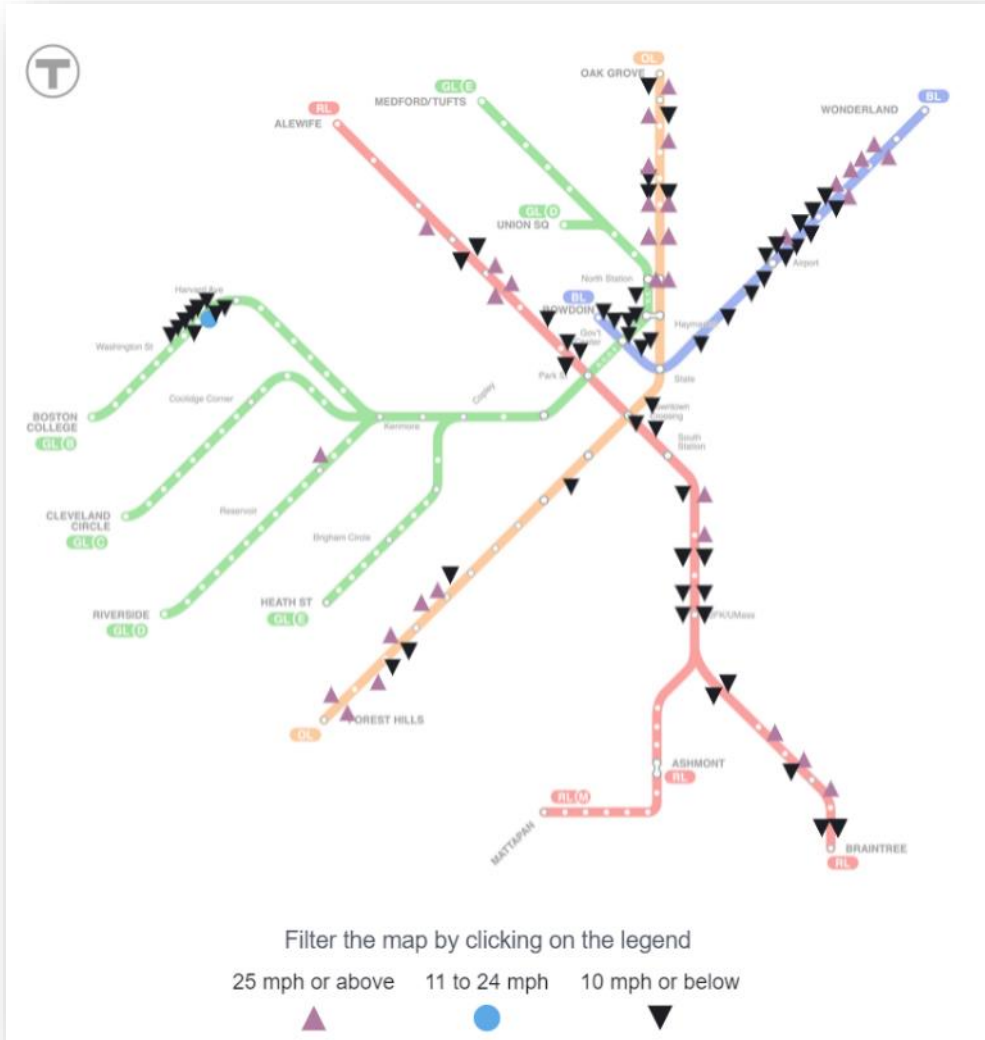 T
OL
OAK GROVE
GL E
MEDFORD/TUFTS
BL
WONDERLAND
RL
ALEWIFE
GL D
UNION SQ
Airport
North Station
Harvard Ave
BL
BOWDOIN
Gov't
Washington St
State
Park
Coolidge Corner
Copley
Kenmore
BOSTON
COLLEGE
GL B
Crossing
South
Station
Reservoir
CLEVELAND
CIRCLE
GL C
Brigham Circle
HEATH ST
GL E
RIVERSIDE
GL D
JFK/UMass
FOREST HILLS
OL
ASHMONT
RL
RL M
MATTAPAN
BRAINTREE
RL
Filter the map by clicking on the legend
25 mph or above 11 to 24 mph 10 mph or below